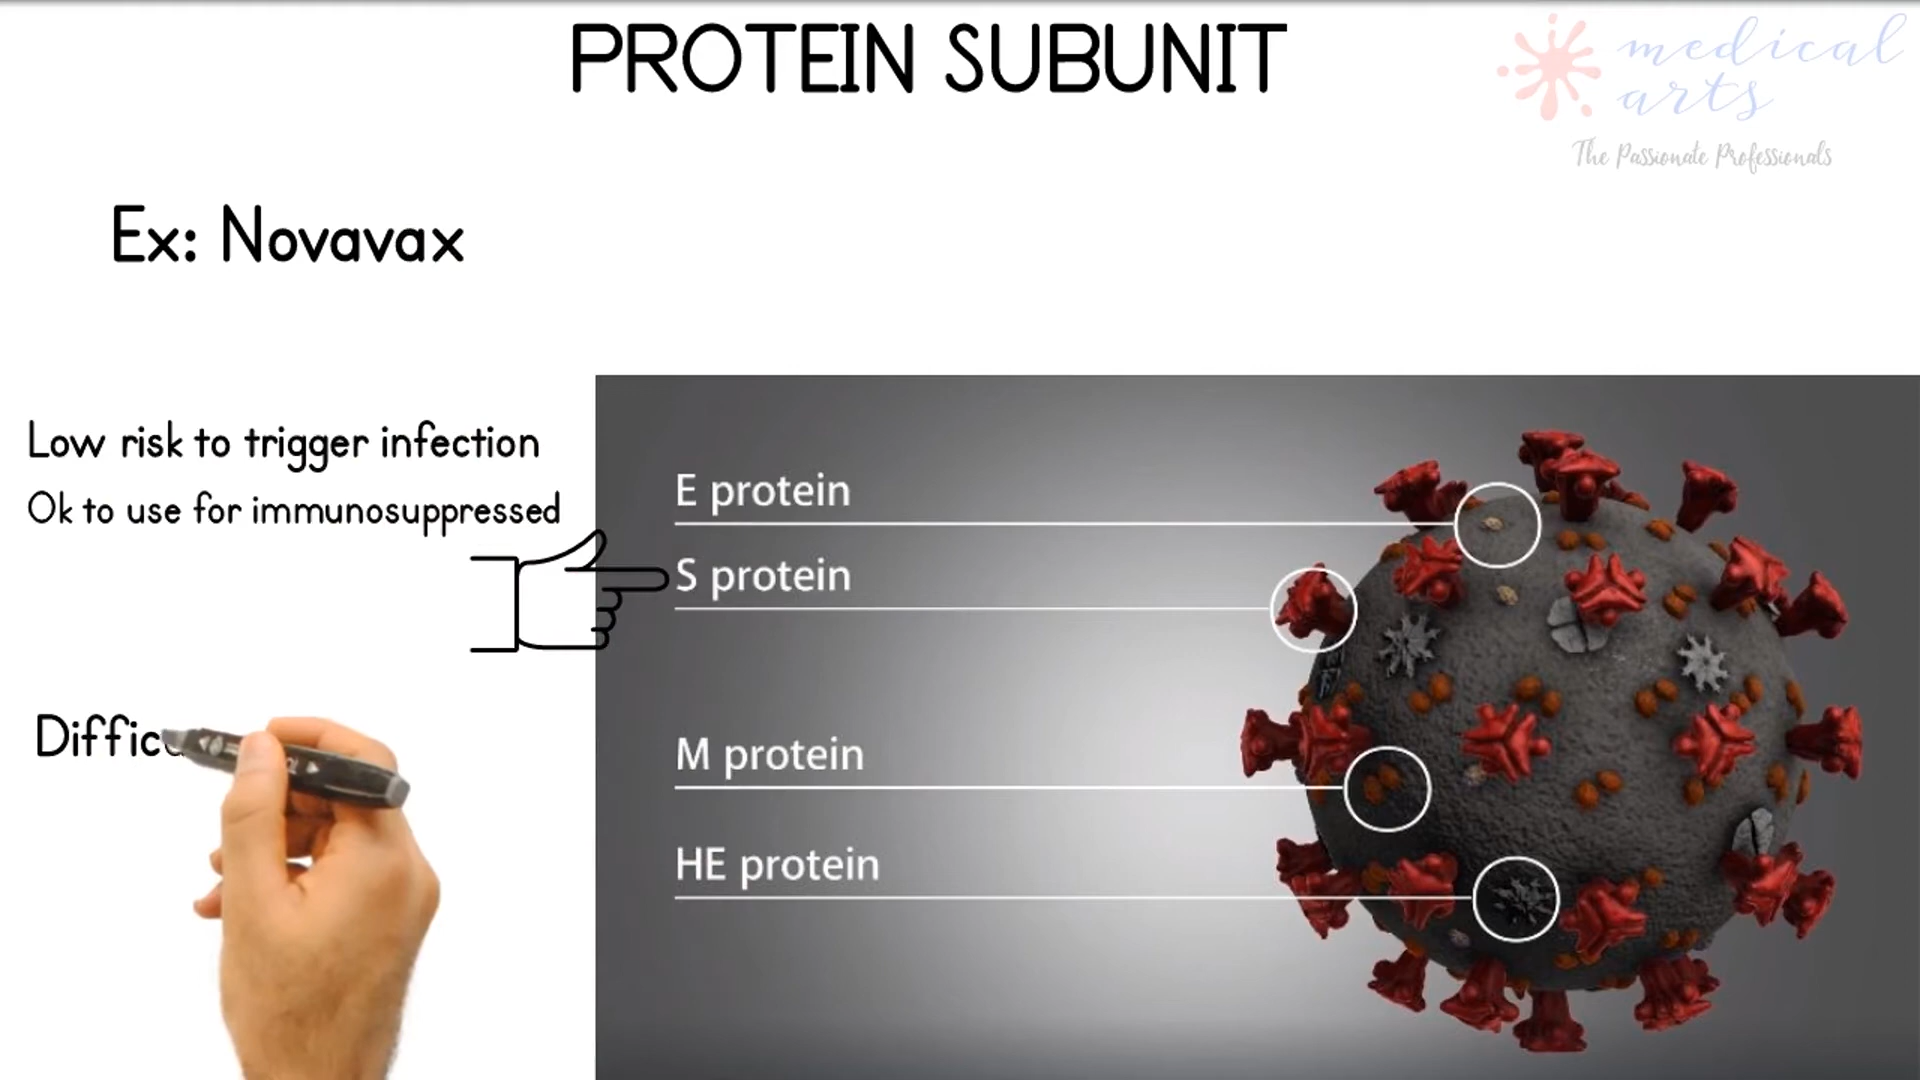 PROTEIN SUBUNIT
medical
arts
The Passionate Professionals
Ex: Novavax
Low risk to trigger infection
Ok to use for immunosuppressed
E protein
S protein
M protein
HE protein